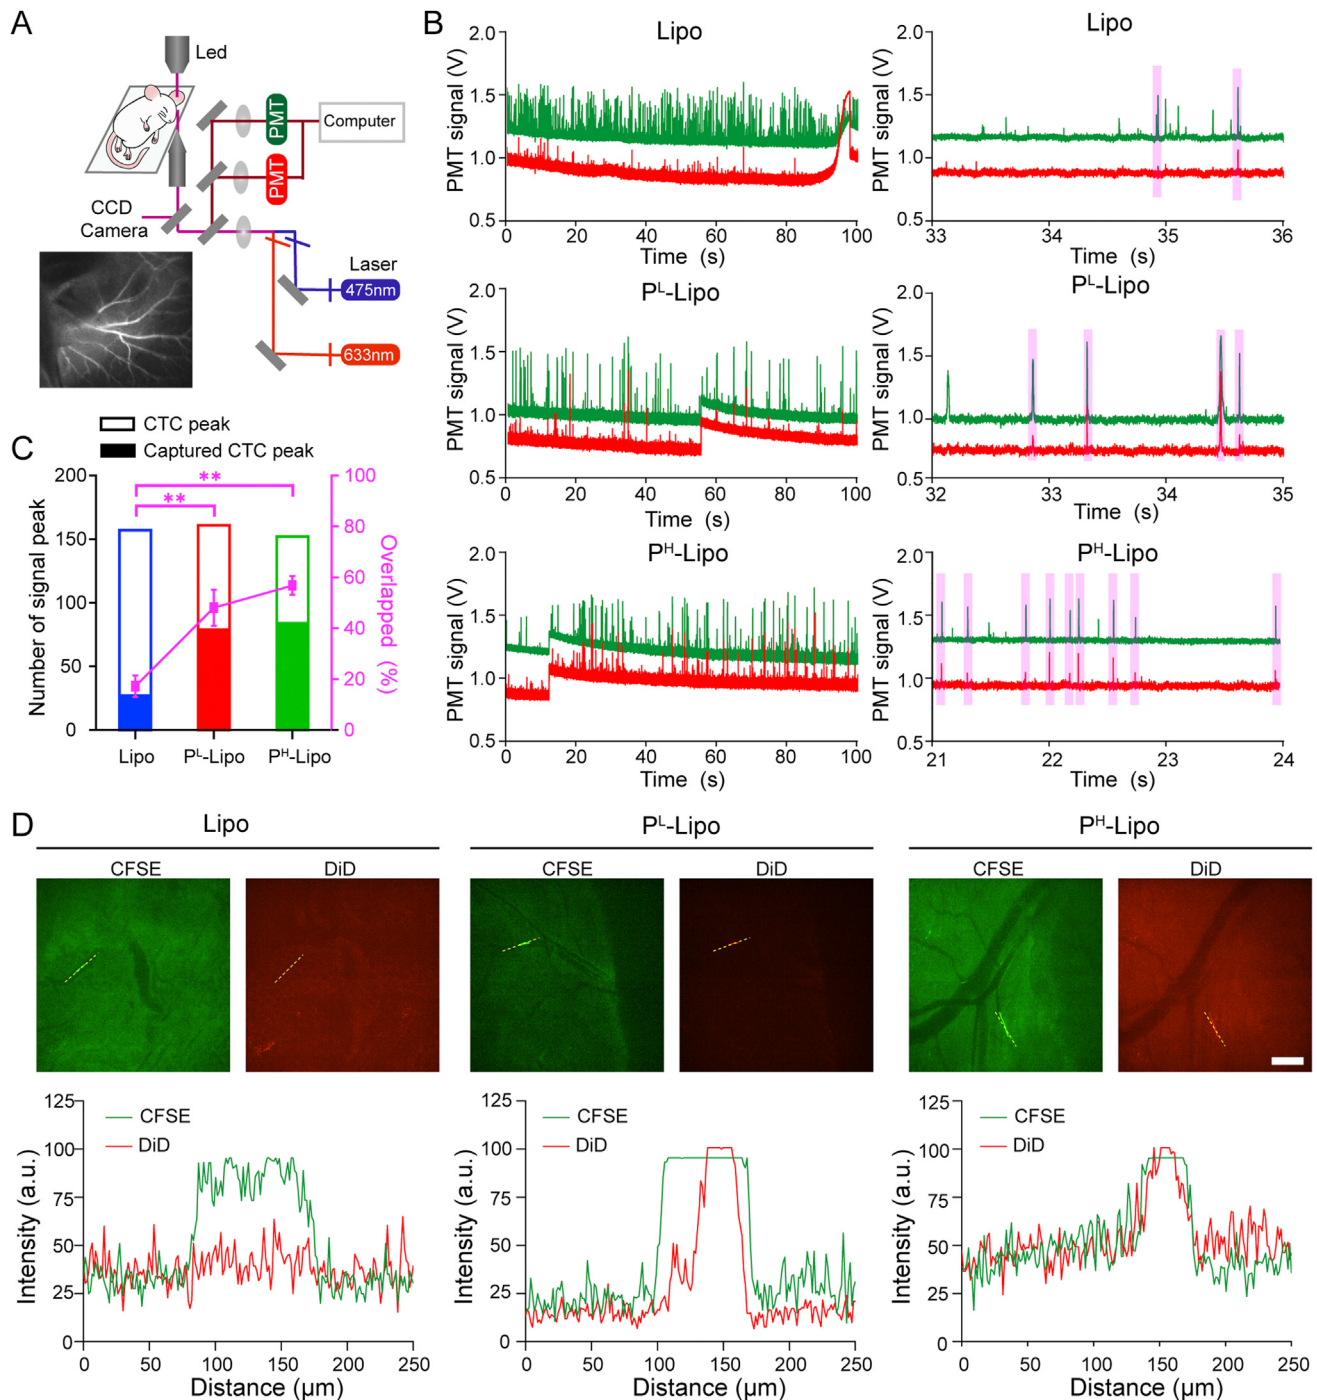 A
Led
PMT
Computer
PMT
CCD
Camera
Laser
475nm
633nm
B
Lipo
PMT signal (V)
2.0
1.5
1.0
0.5
0 20 40 60 80 100
Time (s)
Lipo
PMT signal (V)
2.0
1.5
1.0
0.5
33 34 35 36
Time (s)
Pᴸ-Lipo
PMT signal (V)
2.0
1.5
1.0
0.5
0 20 40 60 80 100
Time (s)
Pᴸ-Lipo
PMT signal (V)
2.0
1.5
1.0
0.5
32 33 34 35
Time (s)
Pᴴ-Lipo
PMT signal (V)
2.0
1.5
1.0
0.5
0 20 40 60 80 100
Time (s)
Pᴴ-Lipo
PMT signal (V)
2.0
1.5
1.0
0.5
21 22 23 24
Time (s)
C
CTC peak
Captured CTC peak
Number of signal peak
200
150
100
50
0
**
**
100
80
60
40
20
0
Overlapped (%)
Lipo Pᴸ-Lipo Pᴴ-Lipo
D
Lipo
CFSE DiD
Pᴸ-Lipo
CFSE DiD
Pᴴ-Lipo
CFSE DiD
Intensity (a.u.)
125
100
75
50
25
0
CFSE
DiD
0 50 100 150 200 250
Distance (µm)
Intensity (a.u.)
125
100
75
50
25
0
CFSE
DiD
0 50 100 150 200 250
Distance (µm)
Intensity (a.u.)
125
100
75
50
25
0
CFSE
DiD
0 50 100 150 200 250
Distance (µm)